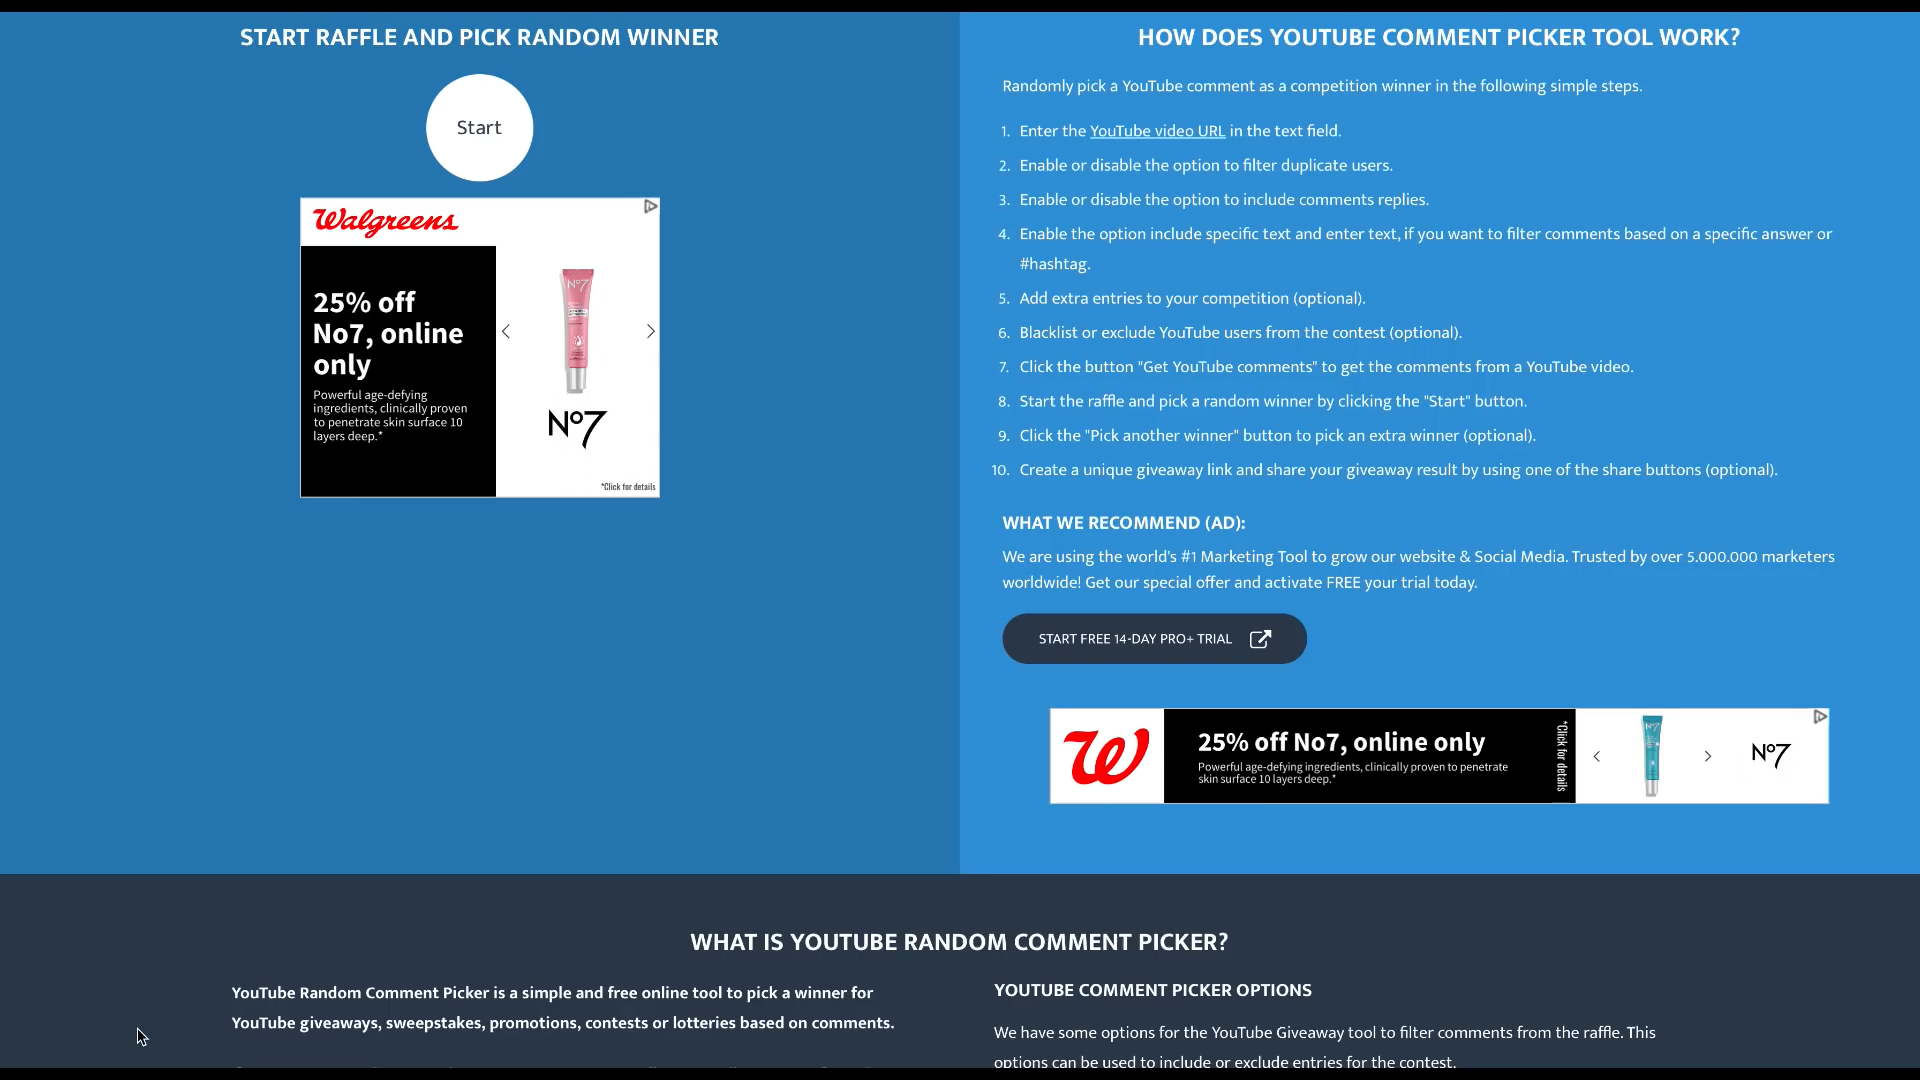 START RAFFLE AND PICK RANDOM WINNER
Start
Walgreens
25% off
No7, online
only
Powerful age-defying
ingredients, clinically proven
to penetrate skin surface 10
layers deep.*
Nº7
Nº7
*Click for details
HOW DOES YOUTUBE COMMENT PICKER TOOL WORK?
Randomly pick a YouTube comment as a competition winner in the following simple steps.
1. Enter the YouTube video URL in the text field.
2. Enable or disable the option to filter duplicate users.
3. Enable or disable the option to include comments replies.
4. Enable the option include specific text and enter text, if you want to filter comments based on a specific answer or
#hashtag.
5. Add extra entries to your competition (optional).
6. Blacklist or exclude YouTube users from the contest (optional).
7. Click the button "Get YouTube comments" to get the comments from a YouTube video.
8. Start the raffle and pick a random winner by clicking the "Start" button.
9. Click the "Pick another winner" button to pick an extra winner (optional).
10. Create a unique giveaway link and share your giveaway result by using one of the share buttons (optional).
WHAT WE RECOMMEND (AD):
We are using the world's #1 Marketing Tool to grow our website & Social Media. Trusted by over 5.000.000 marketers
worldwide! Get our special offer and activate FREE your trial today.
START FREE 14-DAY PRO+ TRIAL
W
25% off No7, online only
Powerful age-defying ingredients, clinically proven to penetrate
skin surface 10 layers deep.*
*Click for details
Nº7
Nº7
WHAT IS YOUTUBE RANDOM COMMENT PICKER?
YouTube Random Comment Picker is a simple and free online tool to pick a winner for
YouTube giveaways, sweepstakes, promotions, contests or lotteries based on comments.
YOUTUBE COMMENT PICKER OPTIONS
We have some options for the YouTube Giveaway tool to filter comments from the raffle. This
options can be used to include or exclude entries for the contest.